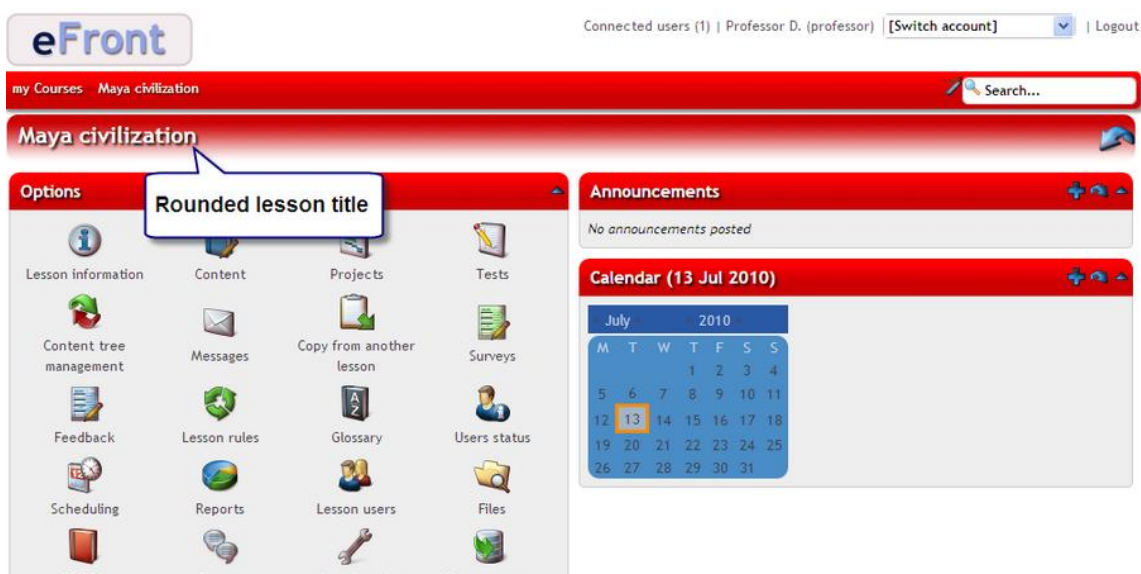 eFront
Connected users (1) | Professor D. (professor) [Switch account] | Logout
my Courses Maya civilization
Search...
Maya civilization
Rounded lesson title
Options
Lesson information Content Projects Tests
Content tree management Messages Copy from another lesson Surveys
Feedback Lesson rules Glossary Users status
Scheduling Reports Lesson users Files
Announcements
No announcements posted
Calendar (13 Jul 2010)
July 2010
M T W T F S S
1 2 3 4
5 6 7 8 9 10 11
12 13 14 15 16 17 18
19 20 21 22 23 24 25
26 27 28 29 30 31